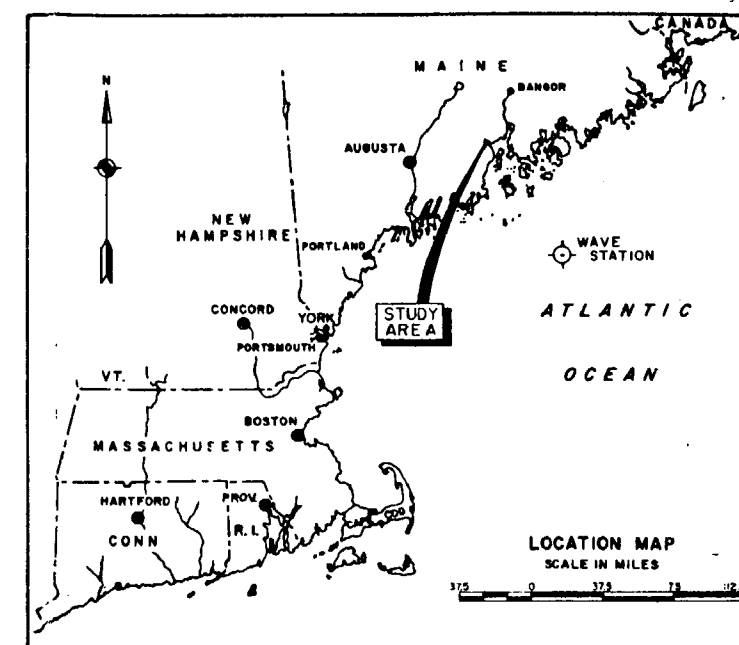 CANADA
N
MAINE
BANGOR
AUGUSTA
NEW
HAMPSHIRE
PORTLAND
WAVE
STATION
CONCORD
YORK
STUDY
AREA
ATLANTIC
PORTSMOUTH
VT.
OCEAN
BOSTON
MASSACHUSETTS
HARTFORD
PROV.
CAPE COD
R.I.
CONN
LOCATION MAP
SCALE IN MILES
37.5 0 37.5 75